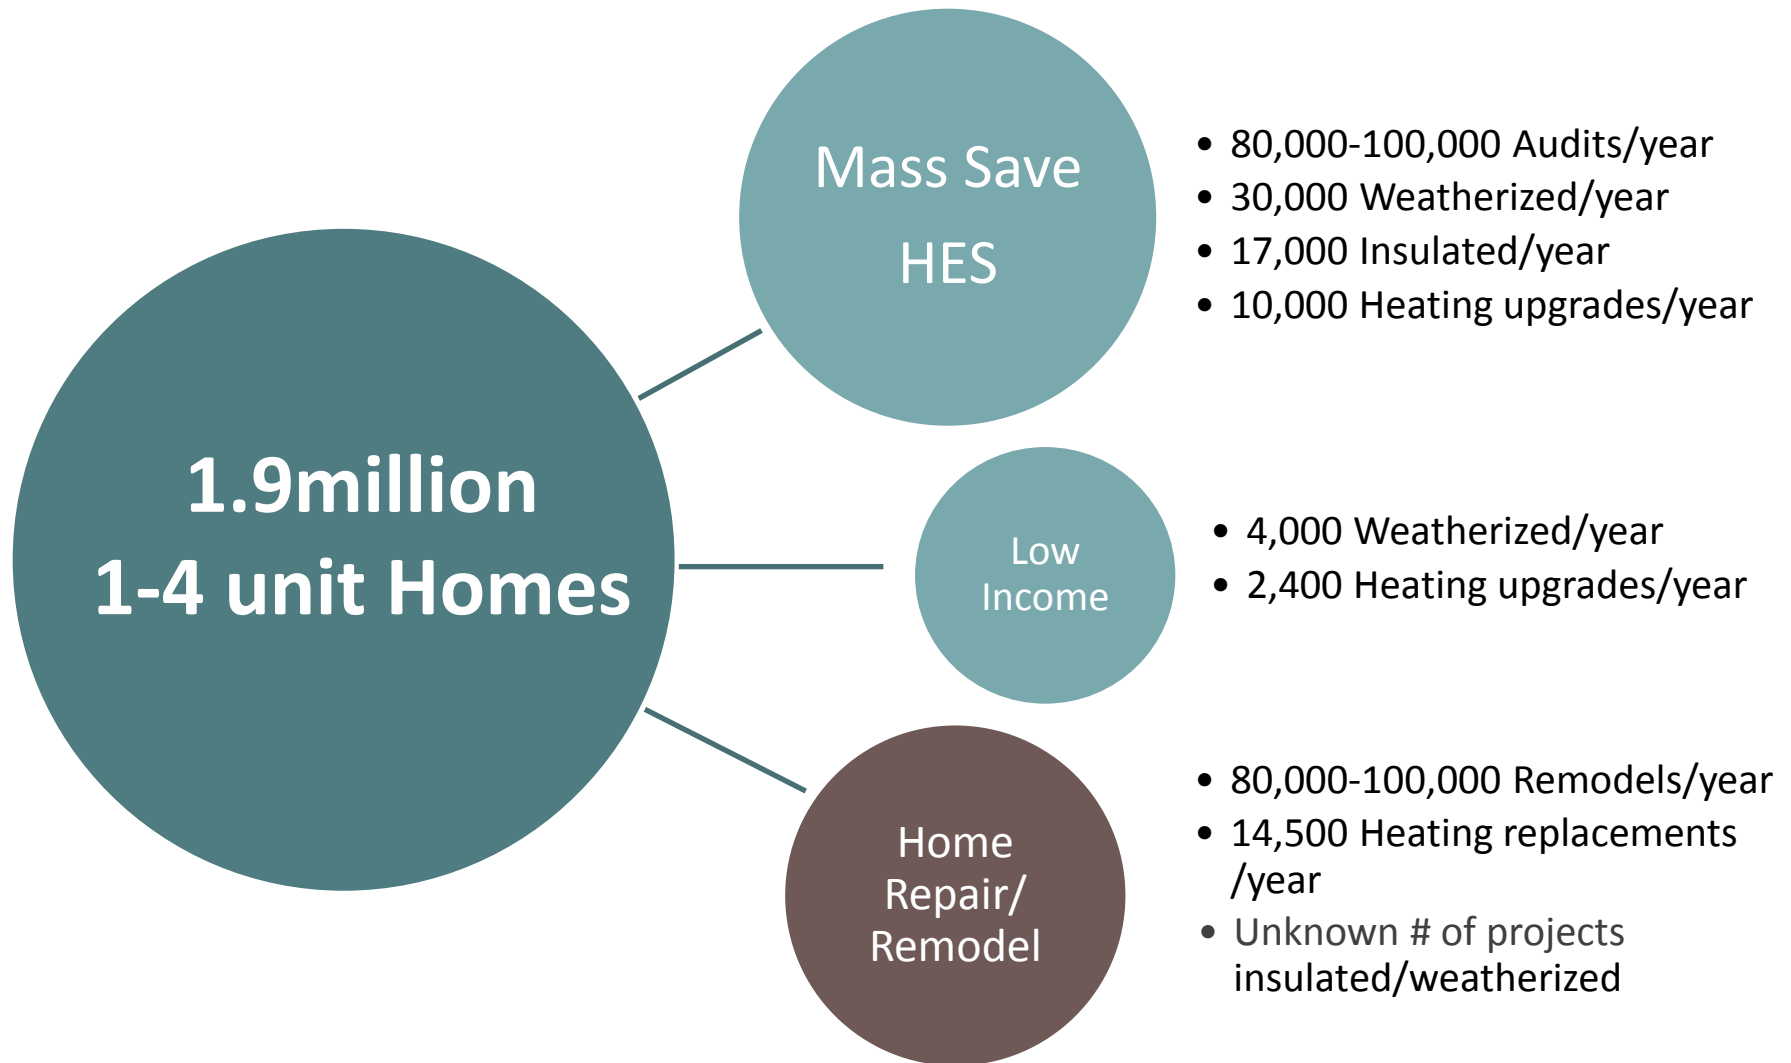 1.9million
1-4 unit Homes
Mass Save
HES
• 80,000-100,000 Audits/year
• 30,000 Weatherized/year
• 17,000 Insulated/year
• 10,000 Heating upgrades/year
Low
Income
• 4,000 Weatherized/year
• 2,400 Heating upgrades/year
Home
Repair/
Remodel
• 80,000-100,000 Remodels/year
• 14,500 Heating replacements
/year
• Unknown # of projects
insulated/weatherized